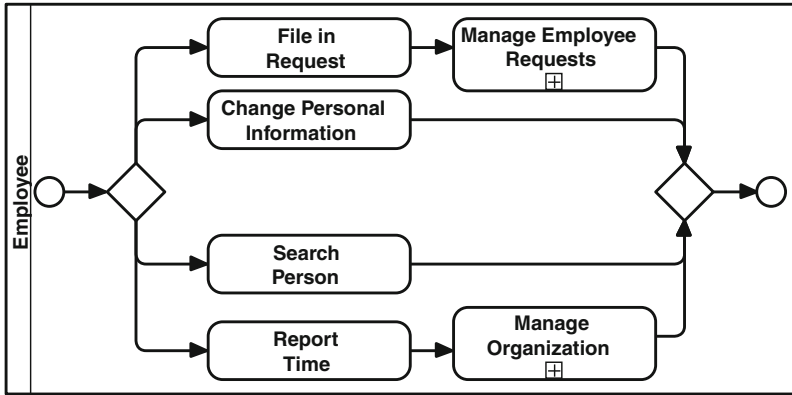 Employee
File in
Request
Manage Employee
Requests
Change Personal
Information
Search
Person
Report
Time
Manage
Organization